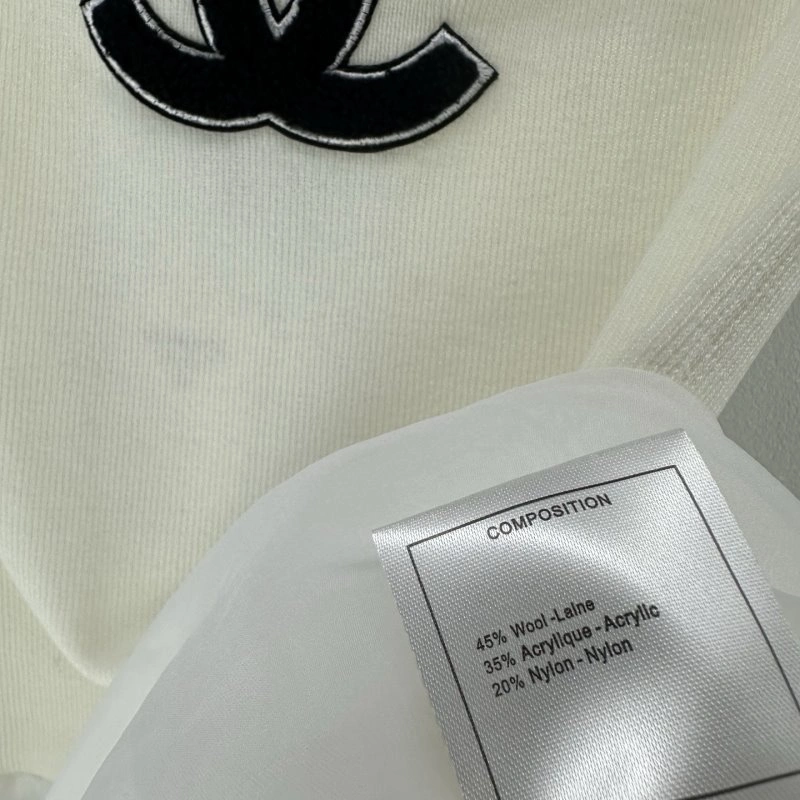 COMPOSITION
45% Wool -Laine
35% Acrylique - Acrylic
20% Nylon - Nylon